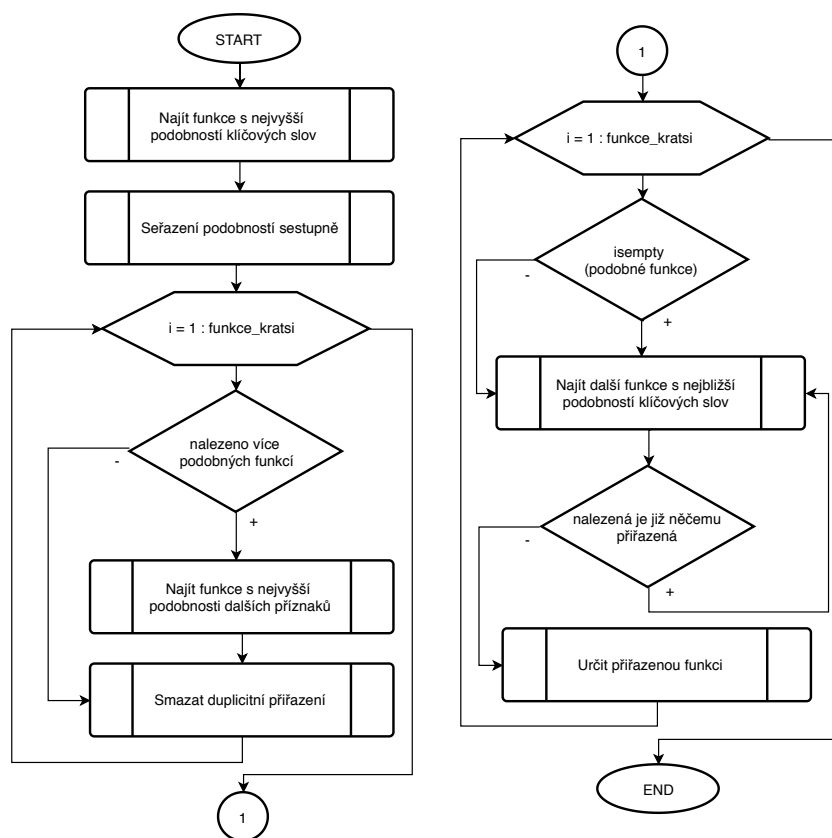 START
Najít funkce s nejvyšší
podobností klíčových slov
Seřazení podobností sestupně
i = 1 : funkce_kratsi
nalezeno více
podobných funkcí
-
+
Najít funkce s nejvyšší
podobnosti dalších příznaků
Smazat duplicitní přiřazení
1
1
i = 1 : funkce_kratsi
isempty
(podobné funkce)
-
+
Najít další funkce s nejbližší
podobností klíčových slov
nalezená je již něčemu
přiřazená
-
+
Určit přiřazenou funkci
END